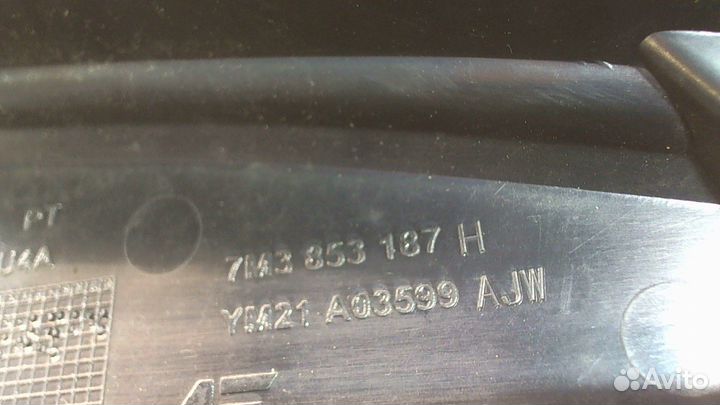 PT
U4A
7M3 853 187 H
YM21 A03599 AJW
Avito